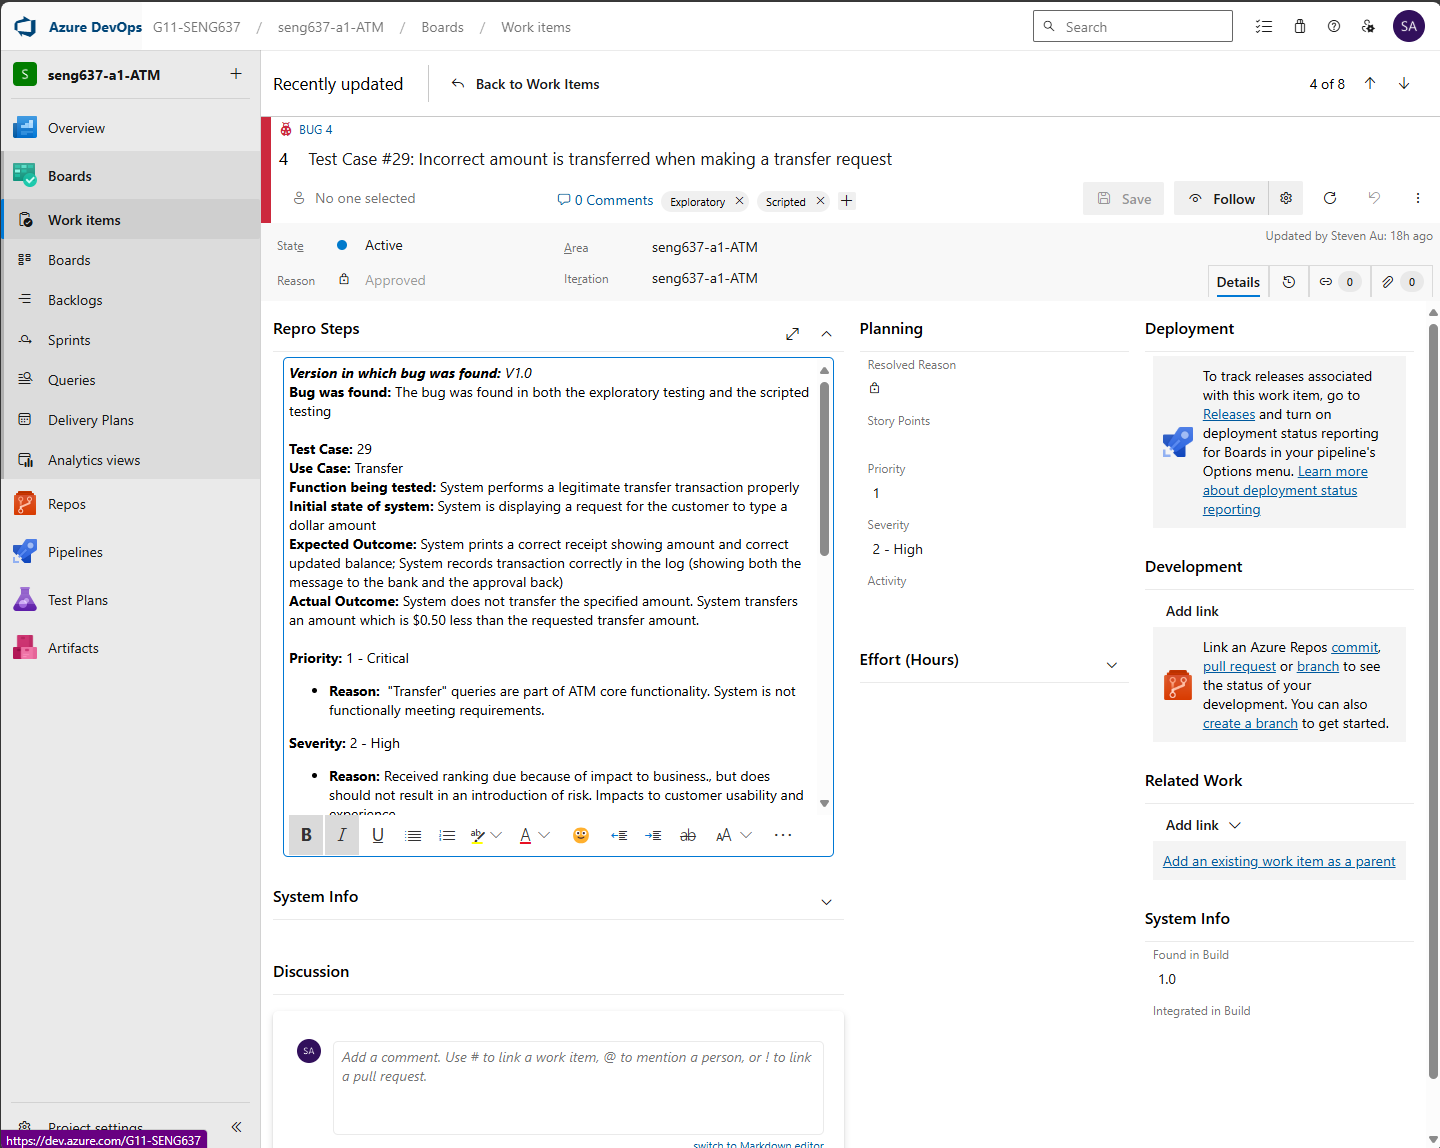 Azure DevOps G11-SENG637 / seng637-a1-ATM / Boards / Work items
Search
SA
S seng637-a1-ATM
Overview
Boards
Work items
Boards
Backlogs
Sprints
Queries
Delivery Plans
Analytics views
Repos
Pipelines
Test Plans
Artifacts
Project settings
https://dev.azure.com/G11-SENG637
Recently updated
Back to Work Items
4 of 8
BUG 4
4 Test Case #29: Incorrect amount is transferred when making a transfer request
No one selected
0 Comments
Exploratory
Scripted
Save
Follow
State
Active
Area
seng637-a1-ATM
Updated by Steven Au: 18h ago
Reason
Approved
Iteration
seng637-a1-ATM
Details
0
0
Repro Steps
Version in which bug was found: V1.0
Bug was found: The bug was found in both the exploratory testing and the scripted
testing
Test Case: 29
Use Case: Transfer
Function being tested: System performs a legitimate transfer transaction properly
Initial state of system: System is displaying a request for the customer to type a
dollar amount
Expected Outcome: System prints a correct receipt showing amount and correct
updated balance; System records transaction correctly in the log (showing both the
message to the bank and the approval back)
Actual Outcome: System does not transfer the specified amount. System transfers
an amount which is $0.50 less than the requested transfer amount.
Priority: 1 - Critical
• Reason: "Transfer" queries are part of ATM core functionality. System is not
functionally meeting requirements.
Severity: 2 - High
• Reason: Received ranking due because of impact to business., but does
should not result in an introduction of risk. Impacts to customer usability and
experience
B I U ab A ab AA ...
System Info
Discussion
SA
Add a comment. Use # to link a work item, @ to mention a person, or ! to link
a pull request.
switch to Markdown editor
Planning
Resolved Reason
Story Points
Priority
1
Severity
2 - High
Activity
Effort (Hours)
Deployment
To track releases associated
with this work item, go to
Releases and turn on
deployment status reporting
for Boards in your pipeline's
Options menu. Learn more
about deployment status
reporting
Development
Add link
Link an Azure Repos commit,
pull request or branch to see
the status of your
development. You can also
create a branch to get started.
Related Work
Add link
Add an existing work item as a parent
System Info
Found in Build
1.0
Integrated in Build